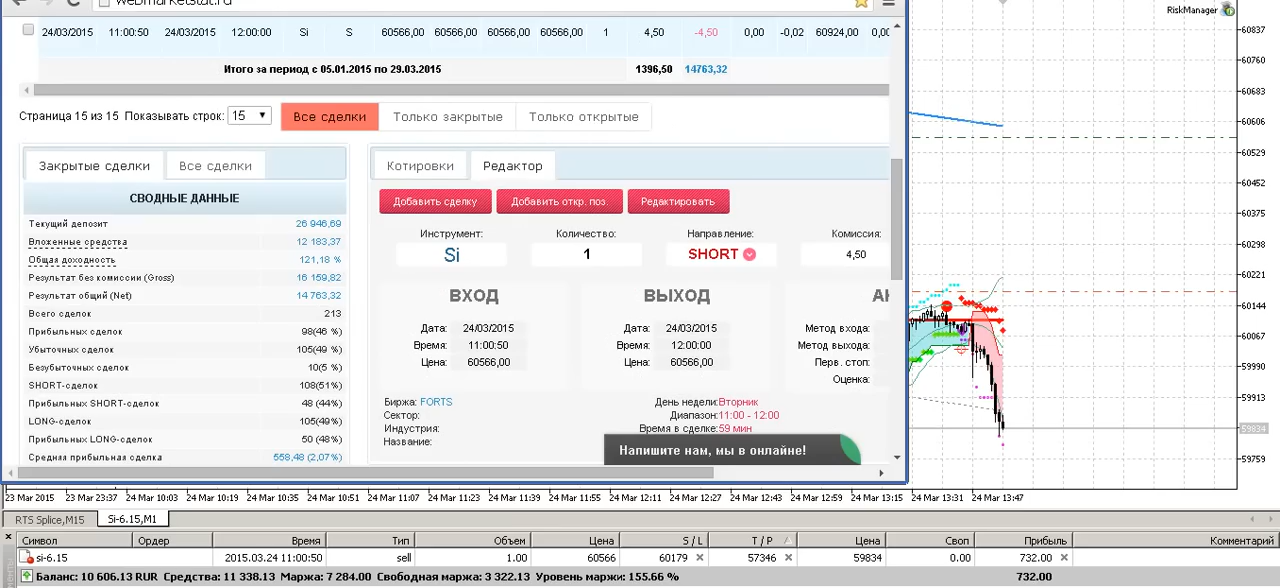 webmarketstat.ru
RiskManager
24/03/2015 11:00:50 24/03/2015 12:00:00 Si S 60566,00 60566,00 60566,00 60566,00 1 4,50 -4,50 0,00 -0,02 60924,00 0,00
Итого за период с 05.01.2015 по 29.03.2015 1396,50 14763,32
Страница 15 из 15 Показывать строк: 15 Все сделки Только закрытые Только открытые
Закрытые сделки Все сделки
СВОДНЫЕ ДАННЫЕ
Текущий депозит 26 946,69
Вложенные средства 12 183,37
Общая доходность 121,18 %
Результат без комиссии (Gross) 16 159,82
Результат общий (Net) 14 763,32
Всего сделок 213
Прибыльных сделок 98(46 %)
Убыточных сделок 105(49 %)
Безубыточных сделок 10(5 %)
SHORT-сделок 108(51%)
Прибыльных SHORT-сделок 48 (44%)
LONG-сделок 105(49%)
Прибыльных LONG-сделок 50 (48%)
Средняя прибыльная сделка 558,48 (2,07%)
Котировки Редактор
Добавить сделку Добавить откр. поз. Редактировать
Инструмент: Количество: Направление: Комиссия:
Si 1 SHORT 4,50
ВХОД ВЫХОД
Дата: 24/03/2015 Дата: 24/03/2015 Метод входа:
Время: 11:00:50 Время: 12:00:00 Метод выхода:
Цена: 60566,00 Цена: 60566,00 Перв. стоп:
Оценка:
Биржа: FORTS День недели:Вторник
Сектор: Диапазон:11:00 - 12:00
Индустрия: Время в сделке:59 мин
Название:
Напишите нам, мы в онлайне!
60837
60760
60683
60606
60529
60452
60375
60298
60221
60144
60067
59990
59913
59834
59759
23 Mar 2015 23 Mar 23:37 24 Mar 10:03 24 Mar 10:19 24 Mar 10:35 24 Mar 10:51 24 Mar 11:07 24 Mar 11:23 24 Mar 11:39 24 Mar 11:55 24 Mar 12:11 24 Mar 12:27 24 Mar 12:43 24 Mar 12:59 24 Mar 13:15 24 Mar 13:31 24 Mar 13:47
RTS Splice,M15 Si-6.15,M1
Символ Ордер Время Тип Объем Цена S / L T / P Цена Своп Прибыль Комментарий
si-6.15 2015.03.24 11:00:50 sell 1.00 60566 60179 57346 59834 0.00 732.00
Баланс: 10 606.13 RUR Средства: 11 338.13 Маржа: 7 284.00 Свободная маржа: 3 322.13 Уровень маржи: 155.66 % 732.00